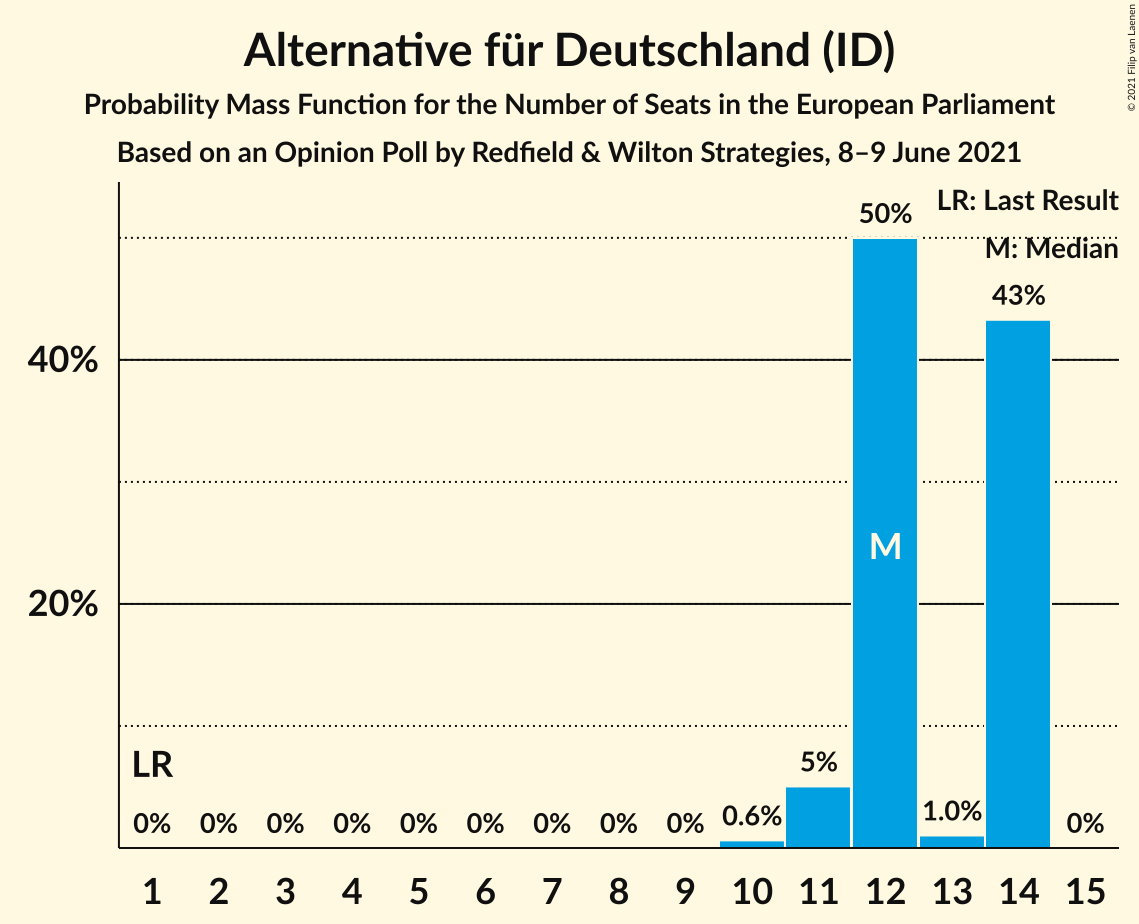 Alternative für Deutschland (ID)
Probability Mass Function for the Number of Seats in the European Parliament
Based on an Opinion Poll by Redfield & Wilton Strategies, 8–9 June 2021
© 2021 Filip van Laenen
LR: Last Result
M: Median
50%
43%
40%
M
20%
LR
5%
0% 0% 0% 0% 0% 0% 0% 0% 0% 0.6% 1.0% 0%
1 2 3 4 5 6 7 8 9 10 11 12 13 14 15